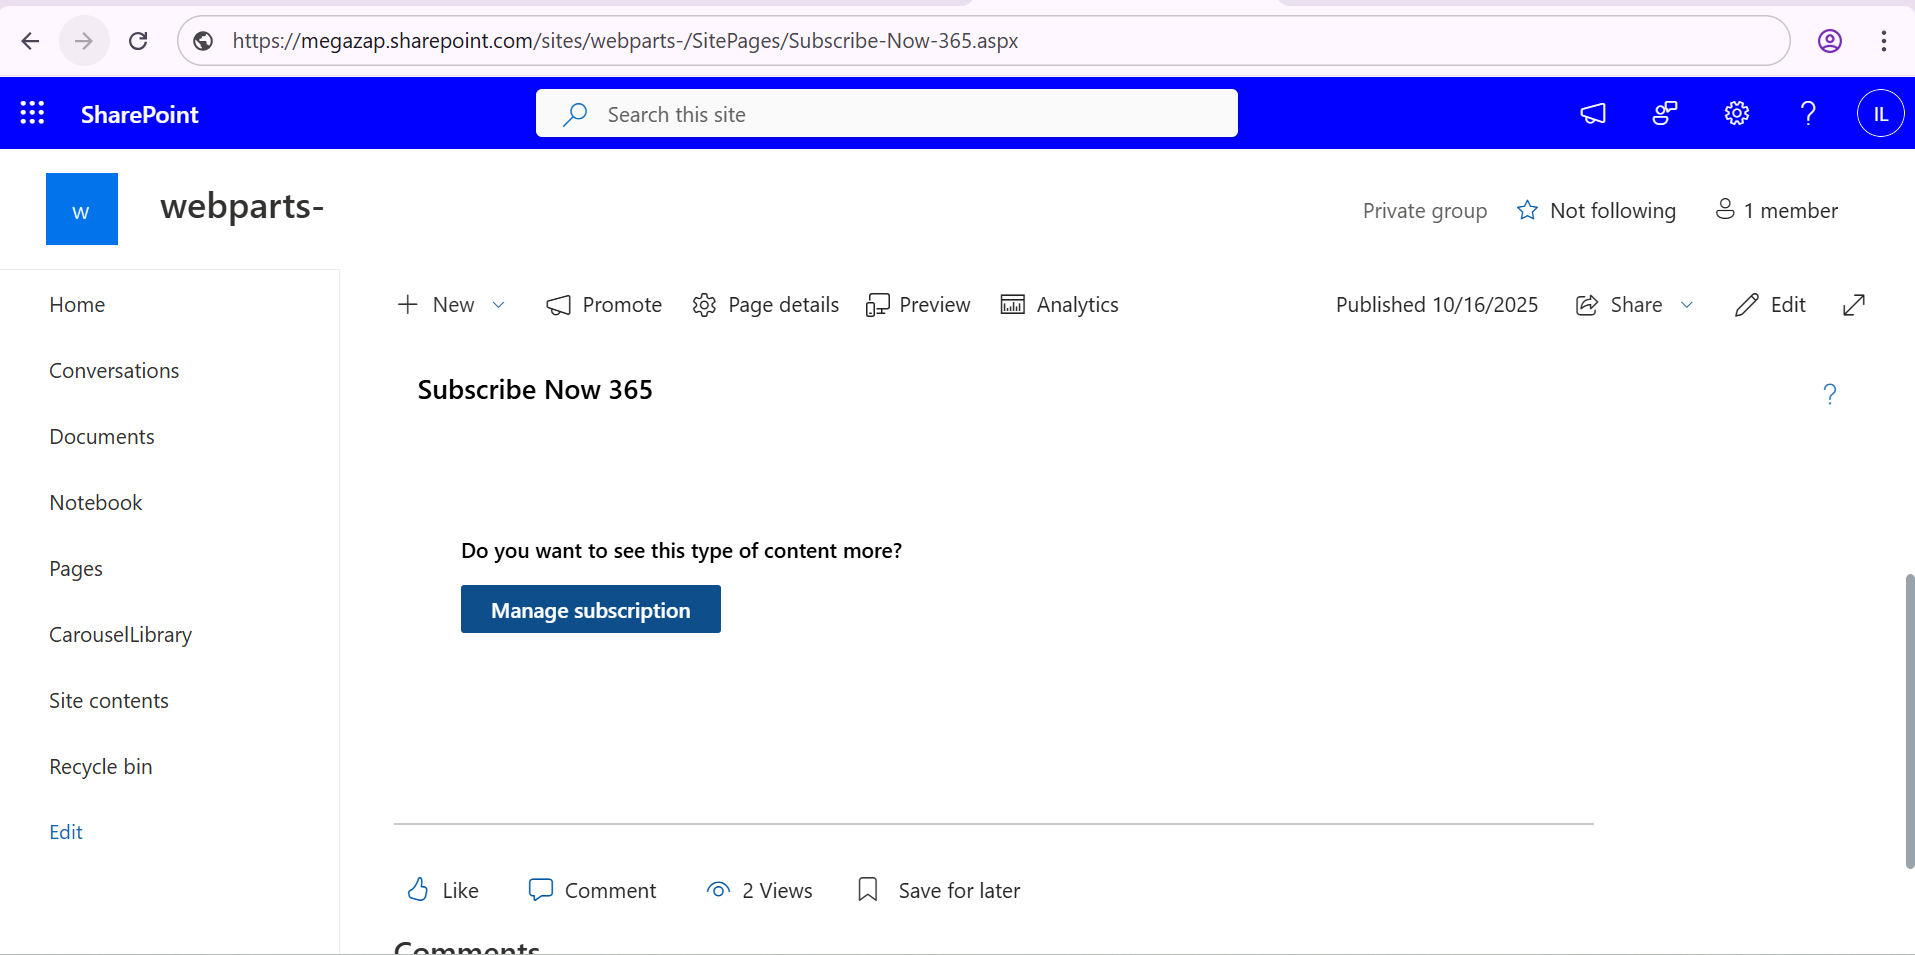 https://megazap.sharepoint.com/sites/webparts-/SitePages/Subscribe-Now-365.aspx
SharePoint
Search this site
IL
w
webparts-
Private group
Not following
1 member
Home
Conversations
Documents
Notebook
Pages
CarouselLibrary
Site contents
Recycle bin
Edit
New
Promote
Page details
Preview
Analytics
Published 10/16/2025
Share
Edit
Subscribe Now 365
?
Do you want to see this type of content more?
Manage subscription
Like
Comment
2 Views
Save for later
Comments